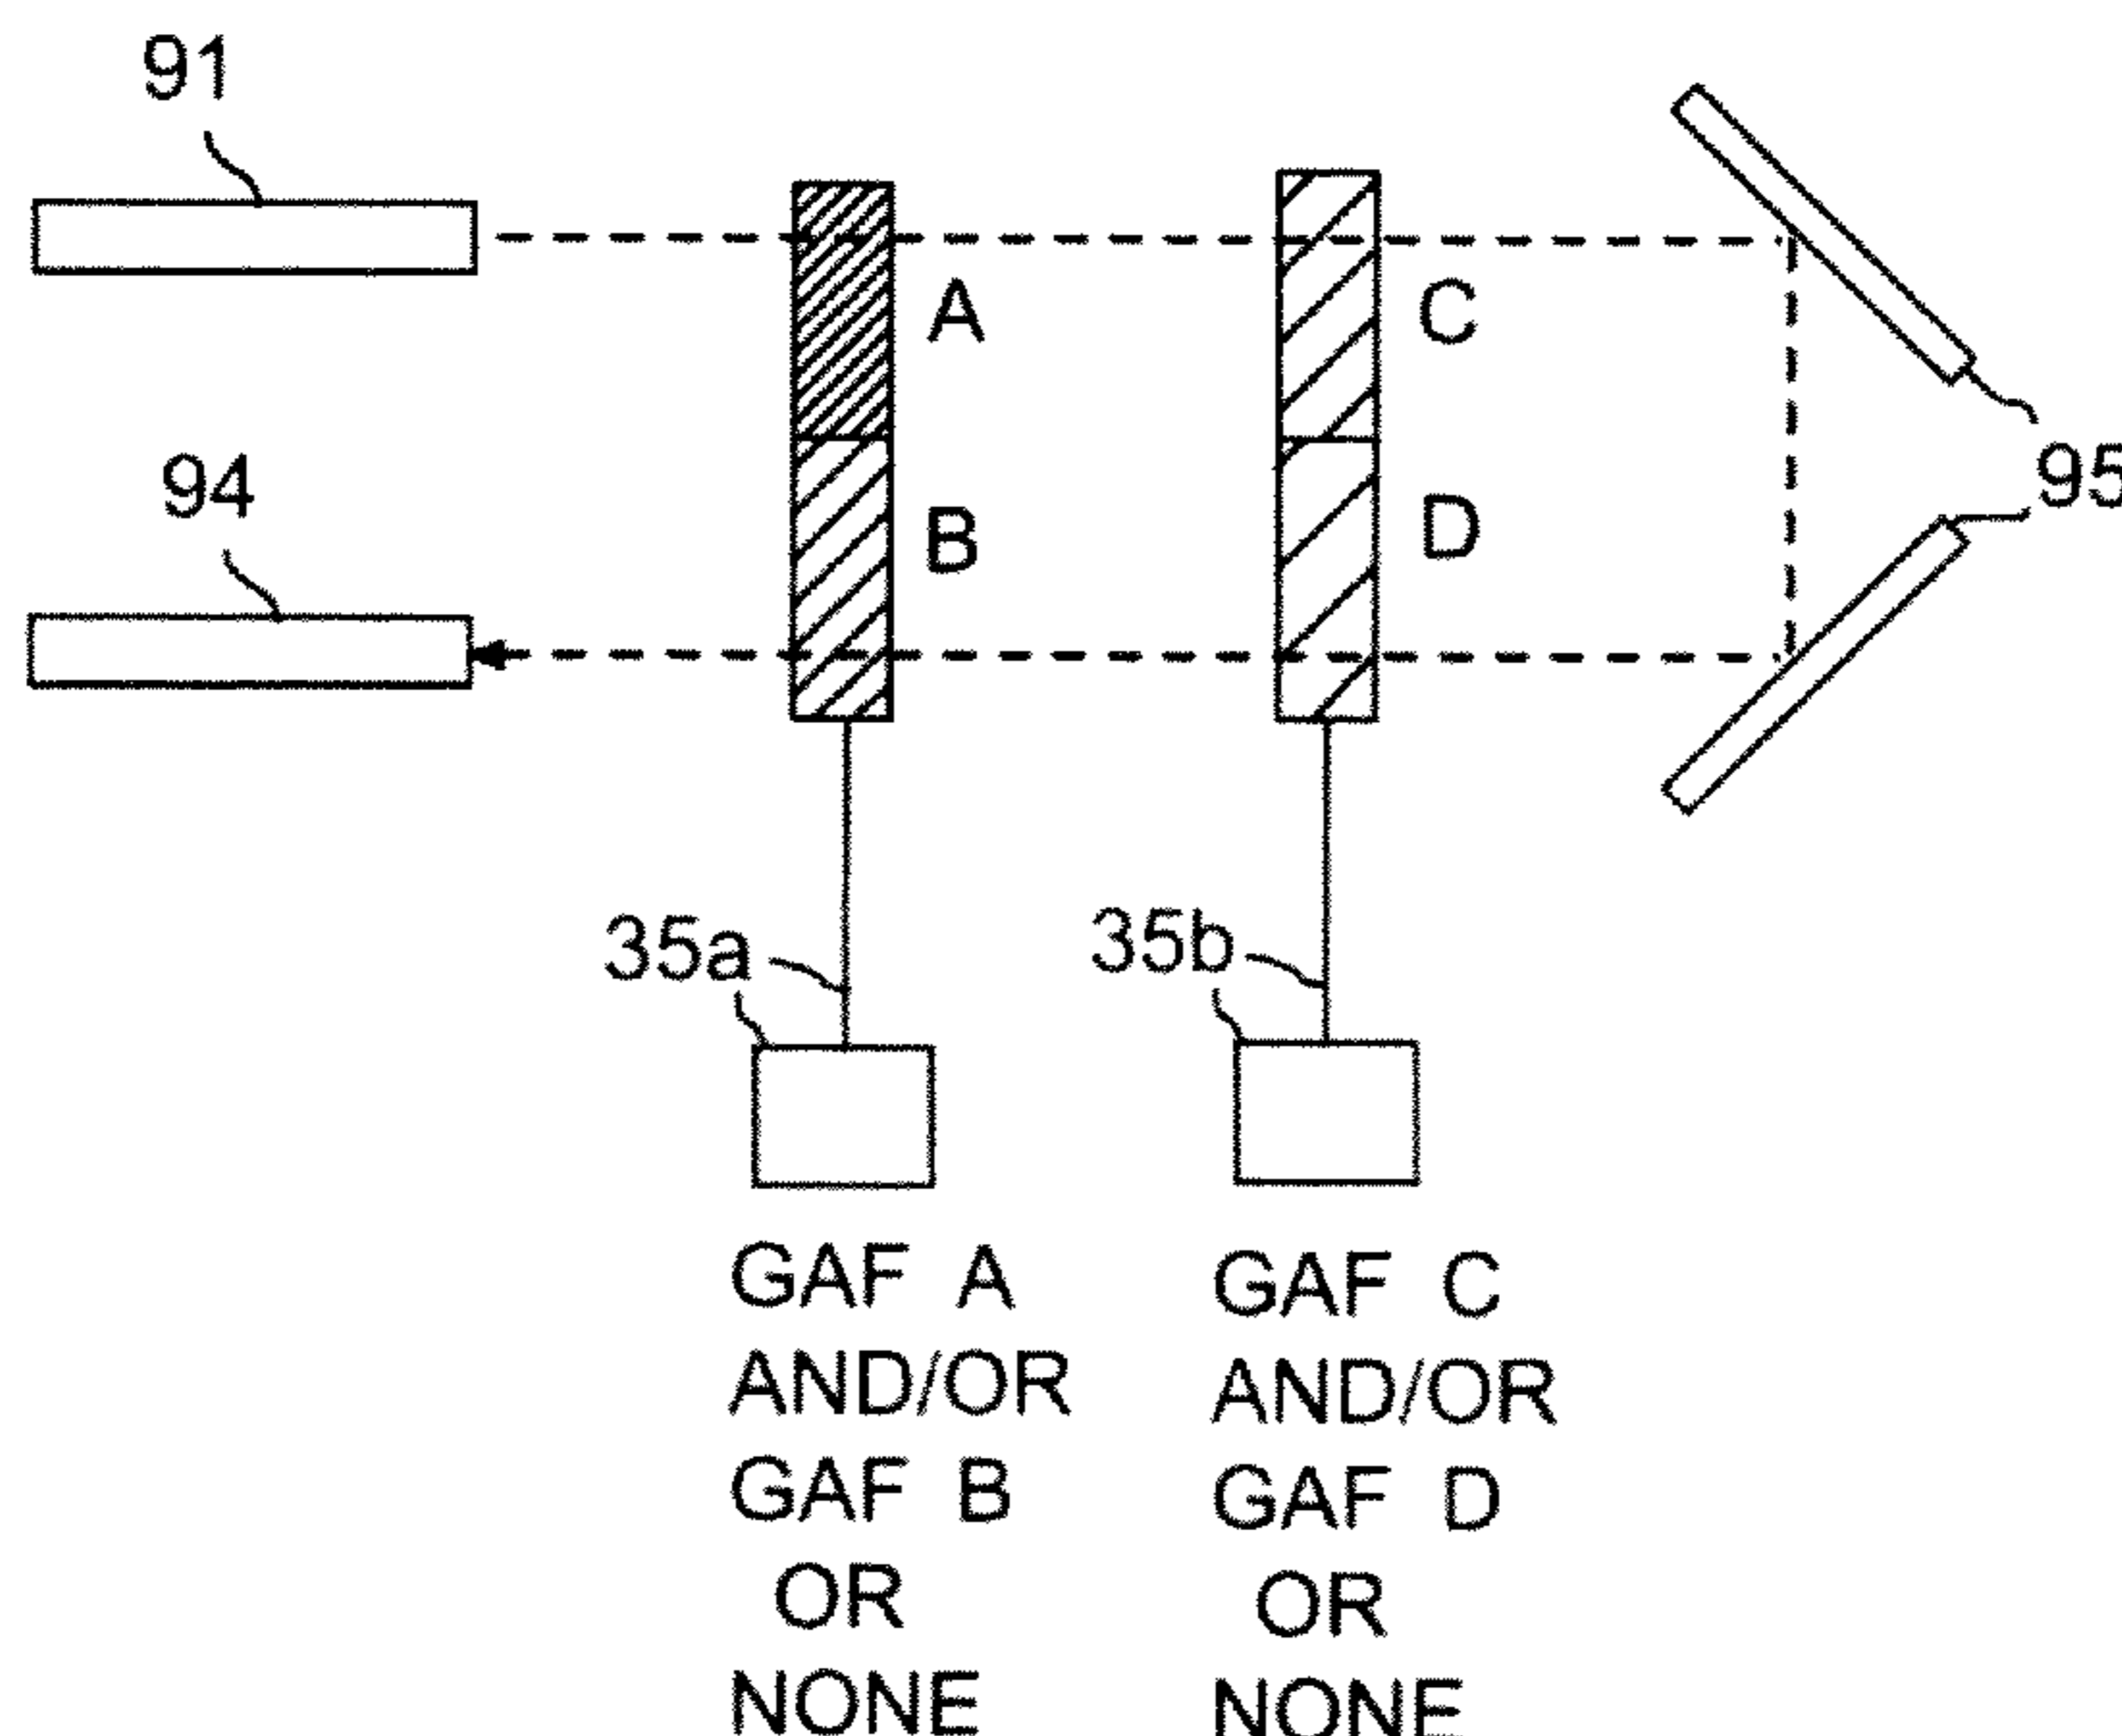 91
A
C
94
95
B
D
35a
35b
GAF A
AND/OR
GAF B
OR
NONE
GAF C
AND/OR
GAF D
OR
NONE